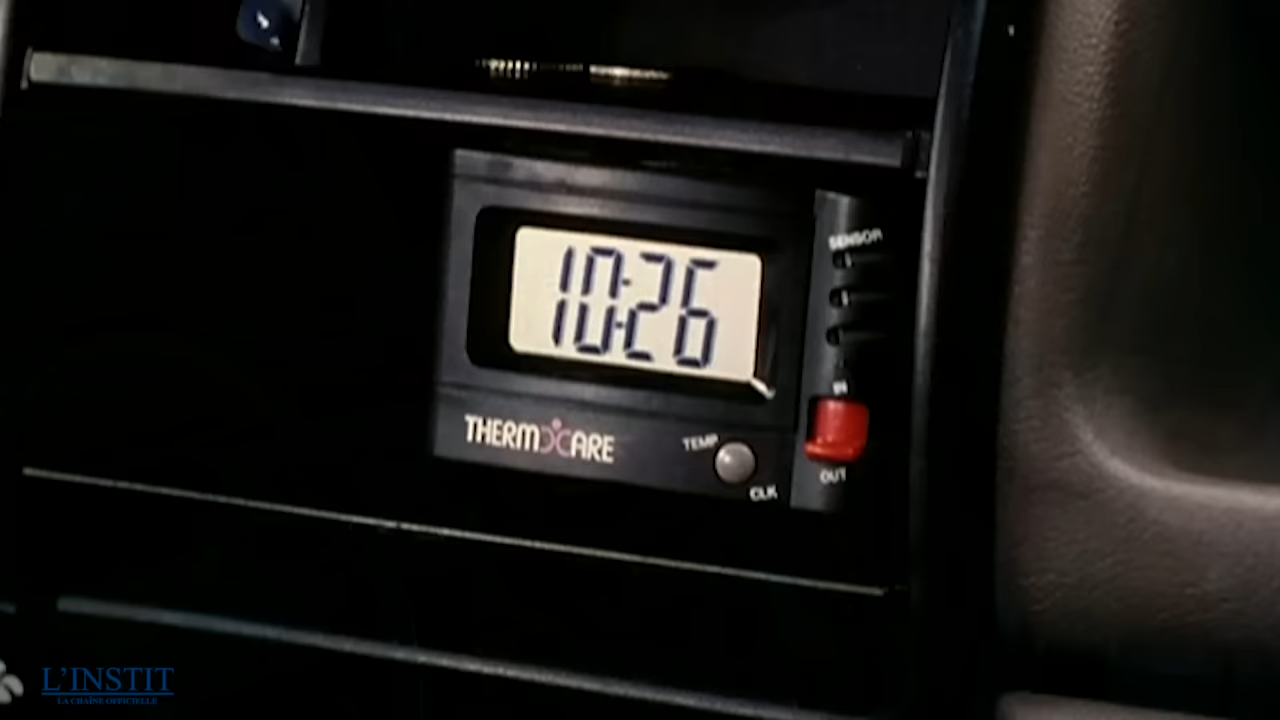 SENSOR
10:26
IN
THERMOCARE
TEMP
OUT
CLK
L'INSTIT
LA CHAÎNE OFFICIELLE